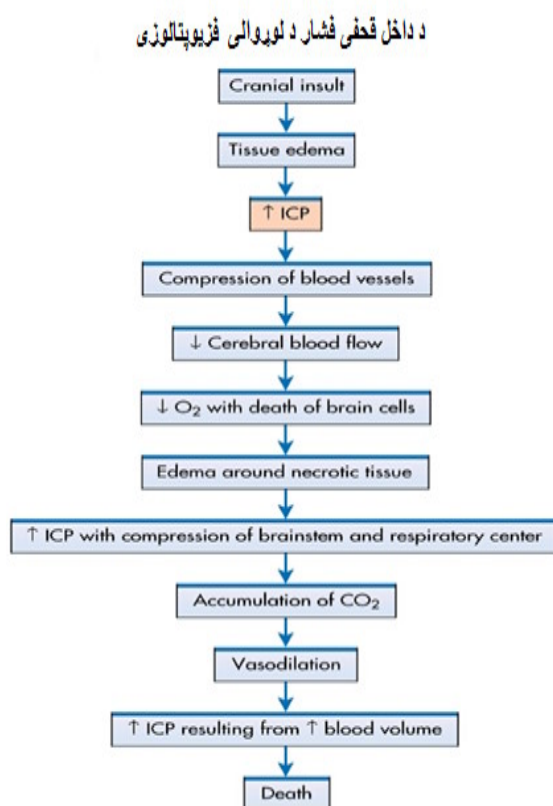 د داخل قحفی فشار د لوړوالی فزیوپتالوزی
Cranial insult
Tissue edema
↑ ICP
Compression of blood vessels
↓ Cerebral blood flow
↓ O₂ with death of brain cells
Edema around necrotic tissue
↑ ICP with compression of brainstem and respiratory center
Accumulation of CO₂
Vasodilation
↑ ICP resulting from ↑ blood volume
Death